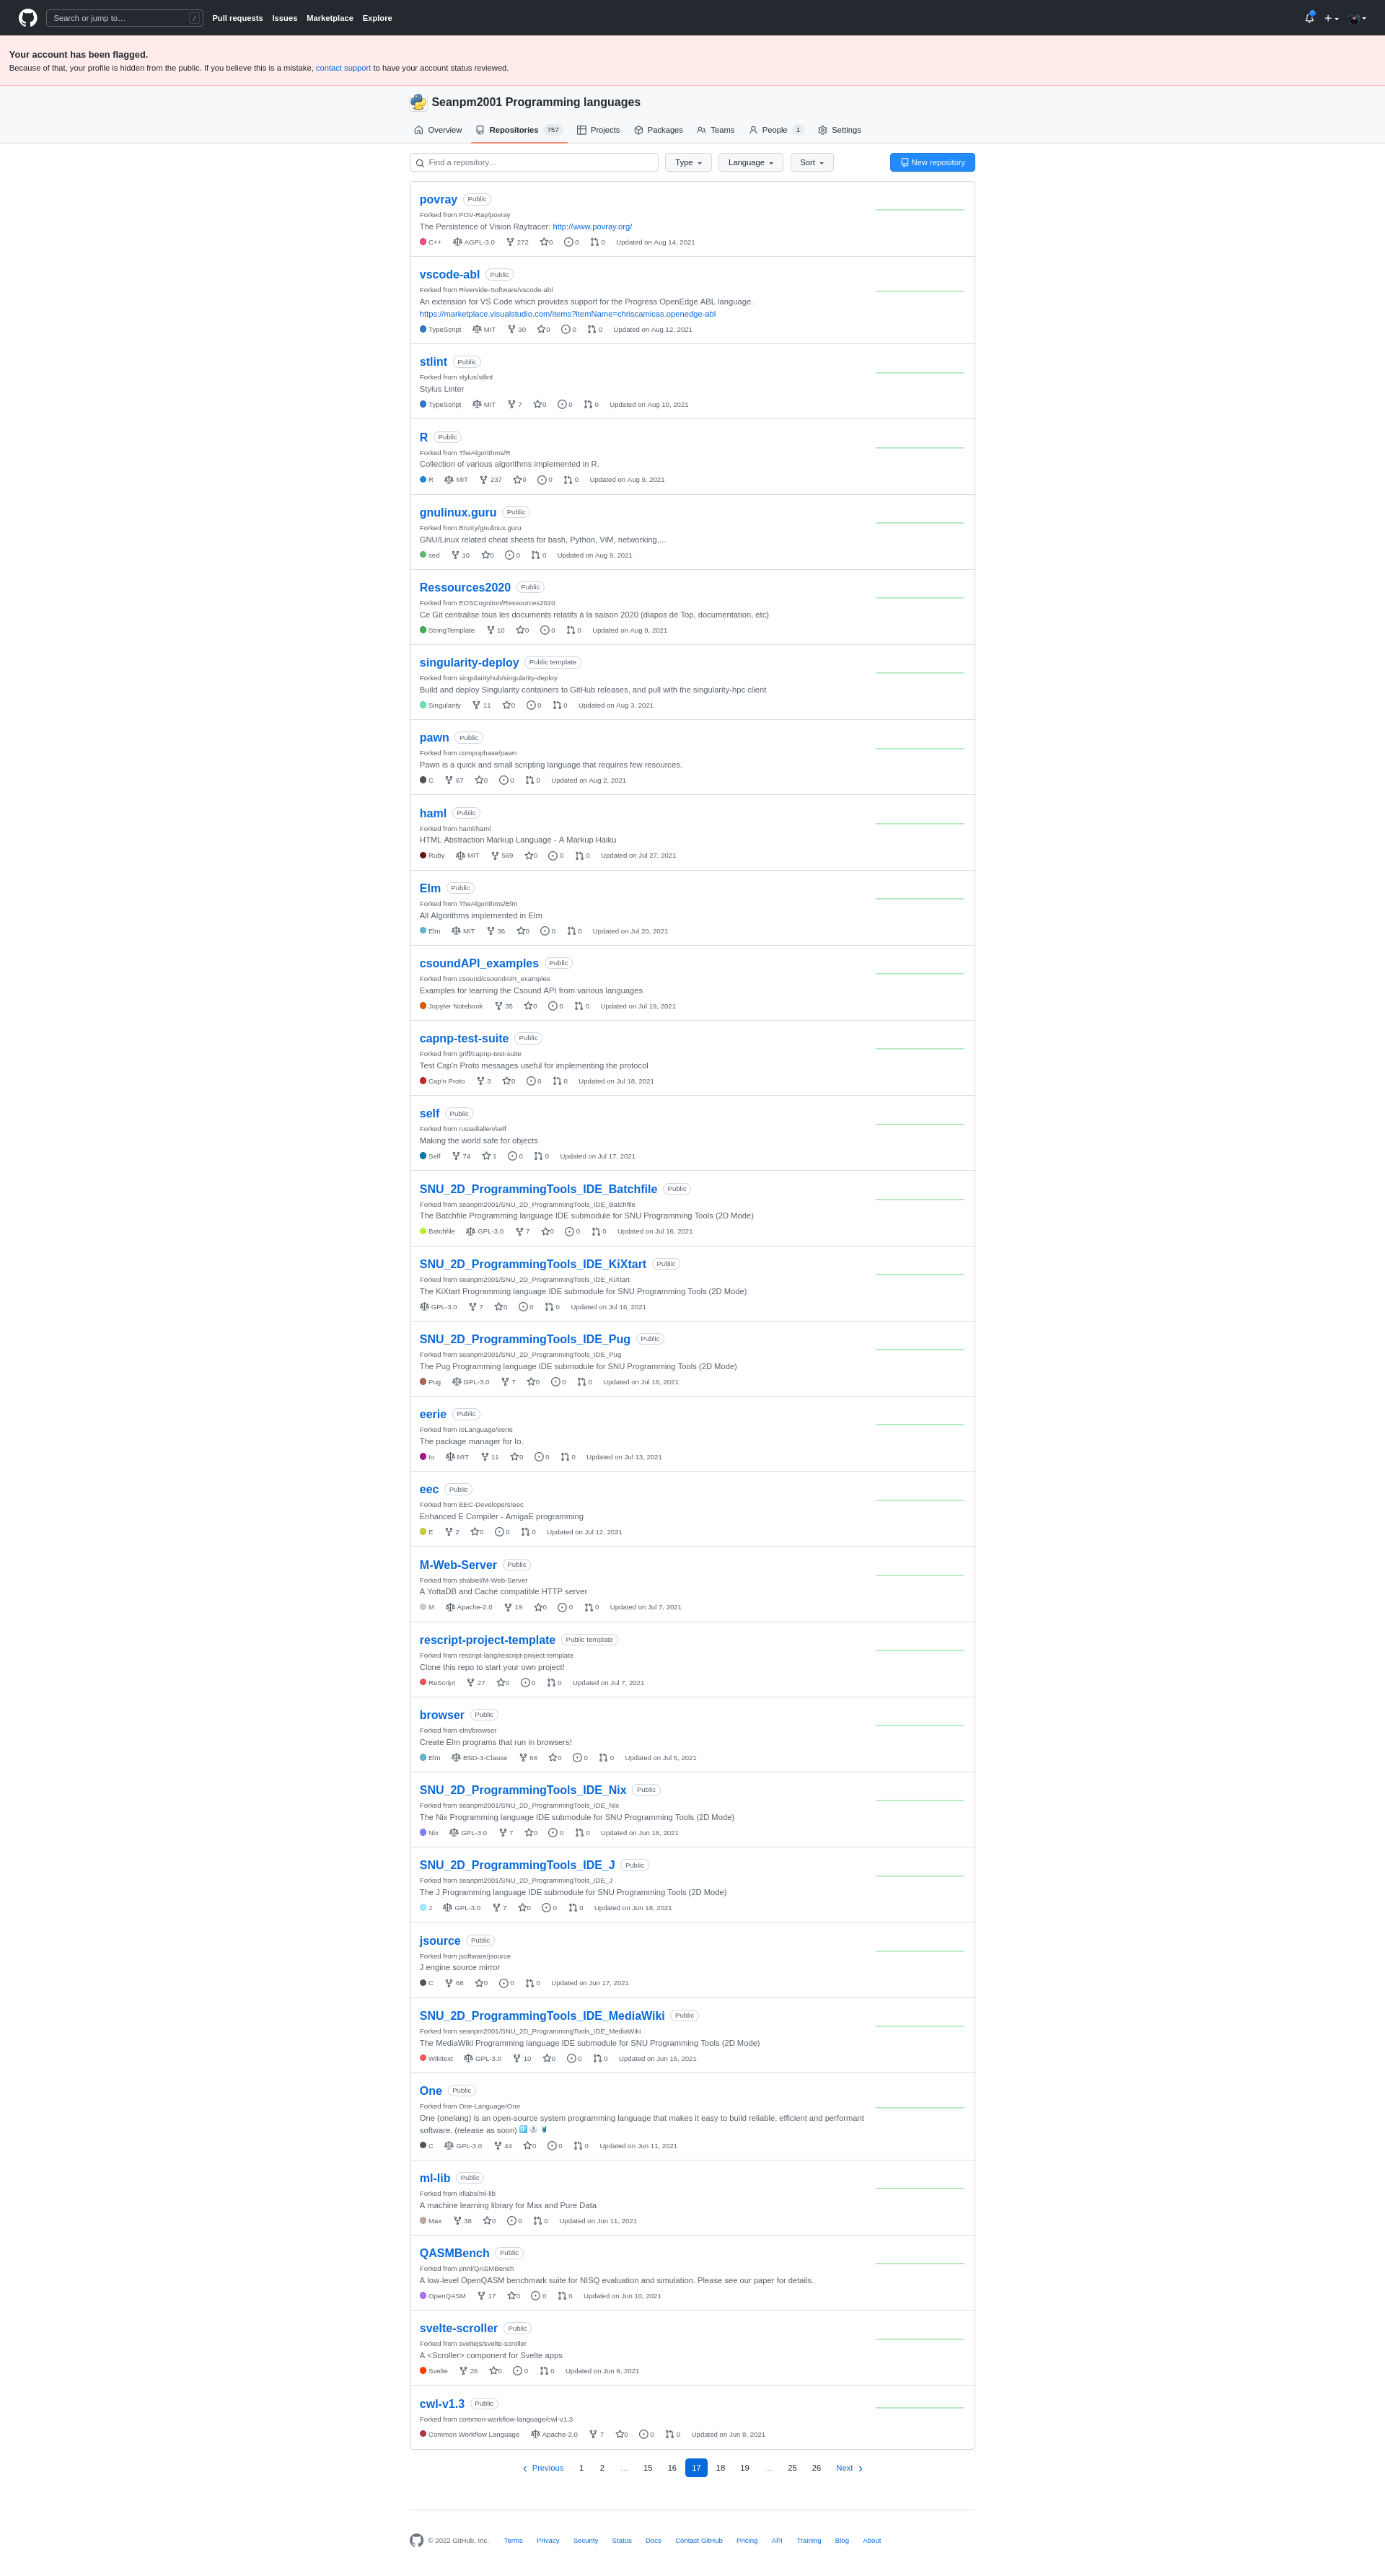 Search or jump to… /
Pull requests Issues Marketplace Explore
Your account has been flagged.
Because of that, your profile is hidden from the public. If you believe this is a mistake, contact support to have your account status reviewed.
Seanpm2001 Programming languages
Overview Repositories 757 Projects Packages Teams People 1 Settings
Find a repository… Type Language Sort New repository
povray Public
Forked from POV-Ray/povray
The Persistence of Vision Raytracer: http://www.povray.org/
C++ AGPL-3.0 272 0 0 0 Updated on Aug 14, 2021
vscode-abl Public
Forked from Riverside-Software/vscode-abl
An extension for VS Code which provides support for the Progress OpenEdge ABL language.
https://marketplace.visualstudio.com/items?itemName=chriscamicas.openedge-abl
TypeScript MIT 30 0 0 0 Updated on Aug 12, 2021
stlint Public
Forked from stylus/stlint
Stylus Linter
TypeScript MIT 7 0 0 0 Updated on Aug 10, 2021
R Public
Forked from TheAlgorithms/R
Collection of various algorithms implemented in R.
R MIT 237 0 0 0 Updated on Aug 9, 2021
gnulinux.guru Public
Forked from BruXy/gnulinux.guru
GNU/Linux related cheat sheets for bash, Python, ViM, networking,...
sed 10 0 0 0 Updated on Aug 9, 2021
Ressources2020 Public
Forked from EOSCogniton/Ressources2020
Ce Git centralise tous les documents relatifs à la saison 2020 (diapos de Top, documentation, etc)
StringTemplate 10 0 0 0 Updated on Aug 9, 2021
singularity-deploy Public template
Forked from singularityhub/singularity-deploy
Build and deploy Singularity containers to GitHub releases, and pull with the singularity-hpc client
Singularity 11 0 0 0 Updated on Aug 3, 2021
pawn Public
Forked from compuphase/pawn
Pawn is a quick and small scripting language that requires few resources.
C 67 0 0 0 Updated on Aug 2, 2021
haml Public
Forked from haml/haml
HTML Abstraction Markup Language - A Markup Haiku
Ruby MIT 569 0 0 0 Updated on Jul 27, 2021
Elm Public
Forked from TheAlgorithms/Elm
All Algorithms implemented in Elm
Elm MIT 36 0 0 0 Updated on Jul 20, 2021
csoundAPI_examples Public
Forked from csound/csoundAPI_examples
Examples for learning the Csound API from various languages
Jupyter Notebook 35 0 0 0 Updated on Jul 19, 2021
capnp-test-suite Public
Forked from griff/capnp-test-suite
Test Cap'n Proto messages useful for implementing the protocol
Cap'n Proto 3 0 0 0 Updated on Jul 18, 2021
self Public
Forked from russellallen/self
Making the world safe for objects
Self 74 1 0 0 Updated on Jul 17, 2021
SNU_2D_ProgrammingTools_IDE_Batchfile Public
Forked from seanpm2001/SNU_2D_ProgrammingTools_IDE_Batchfile
The Batchfile Programming language IDE submodule for SNU Programming Tools (2D Mode)
Batchfile GPL-3.0 7 0 0 0 Updated on Jul 16, 2021
SNU_2D_ProgrammingTools_IDE_KiXtart Public
Forked from seanpm2001/SNU_2D_ProgrammingTools_IDE_KiXtart
The KiXtart Programming language IDE submodule for SNU Programming Tools (2D Mode)
GPL-3.0 7 0 0 0 Updated on Jul 16, 2021
SNU_2D_ProgrammingTools_IDE_Pug Public
Forked from seanpm2001/SNU_2D_ProgrammingTools_IDE_Pug
The Pug Programming language IDE submodule for SNU Programming Tools (2D Mode)
Pug GPL-3.0 7 0 0 0 Updated on Jul 16, 2021
eerie Public
Forked from IoLanguage/eerie
The package manager for Io.
Io MIT 11 0 0 0 Updated on Jul 13, 2021
eec Public
Forked from EEC-Developers/eec
Enhanced E Compiler - AmigaE programming
E 2 0 0 0 Updated on Jul 12, 2021
M-Web-Server Public
Forked from shabiel/M-Web-Server
A YottaDB and Caché compatible HTTP server
M Apache-2.0 19 0 0 0 Updated on Jul 7, 2021
rescript-project-template Public template
Forked from rescript-lang/rescript-project-template
Clone this repo to start your own project!
ReScript 27 0 0 0 Updated on Jul 7, 2021
browser Public
Forked from elm/browser
Create Elm programs that run in browsers!
Elm BSD-3-Clause 66 0 0 0 Updated on Jul 5, 2021
SNU_2D_ProgrammingTools_IDE_Nix Public
Forked from seanpm2001/SNU_2D_ProgrammingTools_IDE_Nix
The Nix Programming language IDE submodule for SNU Programming Tools (2D Mode)
Nix GPL-3.0 7 0 0 0 Updated on Jun 18, 2021
SNU_2D_ProgrammingTools_IDE_J Public
Forked from seanpm2001/SNU_2D_ProgrammingTools_IDE_J
The J Programming language IDE submodule for SNU Programming Tools (2D Mode)
J GPL-3.0 7 0 0 0 Updated on Jun 18, 2021
jsource Public
Forked from jsoftware/jsource
J engine source mirror
C 68 0 0 0 Updated on Jun 17, 2021
SNU_2D_ProgrammingTools_IDE_MediaWiki Public
Forked from seanpm2001/SNU_2D_ProgrammingTools_IDE_MediaWiki
The MediaWiki Programming language IDE submodule for SNU Programming Tools (2D Mode)
Wikitext GPL-3.0 10 0 0 0 Updated on Jun 15, 2021
One Public
Forked from One-Language/One
One (onelang) is an open-source system programming language that makes it easy to build reliable, efficient and performant
software. (release as soon)
C GPL-3.0 44 0 0 0 Updated on Jun 11, 2021
ml-lib Public
Forked from irllabs/ml-lib
A machine learning library for Max and Pure Data
Max 38 0 0 0 Updated on Jun 11, 2021
QASMBench Public
Forked from pnnl/QASMBench
A low-level OpenQASM benchmark suite for NISQ evaluation and simulation. Please see our paper for details.
OpenQASM 17 0 0 0 Updated on Jun 10, 2021
svelte-scroller Public
Forked from sveltejs/svelte-scroller
A <Scroller> component for Svelte apps
Svelte 26 0 0 0 Updated on Jun 9, 2021
cwl-v1.3 Public
Forked from common-workflow-language/cwl-v1.3
Common Workflow Language Apache-2.0 7 0 0 0 Updated on Jun 8, 2021
Previous 1 2 … 15 16 17 18 19 … 25 26 Next
© 2022 GitHub, Inc. Terms Privacy Security Status Docs Contact GitHub Pricing API Training Blog About